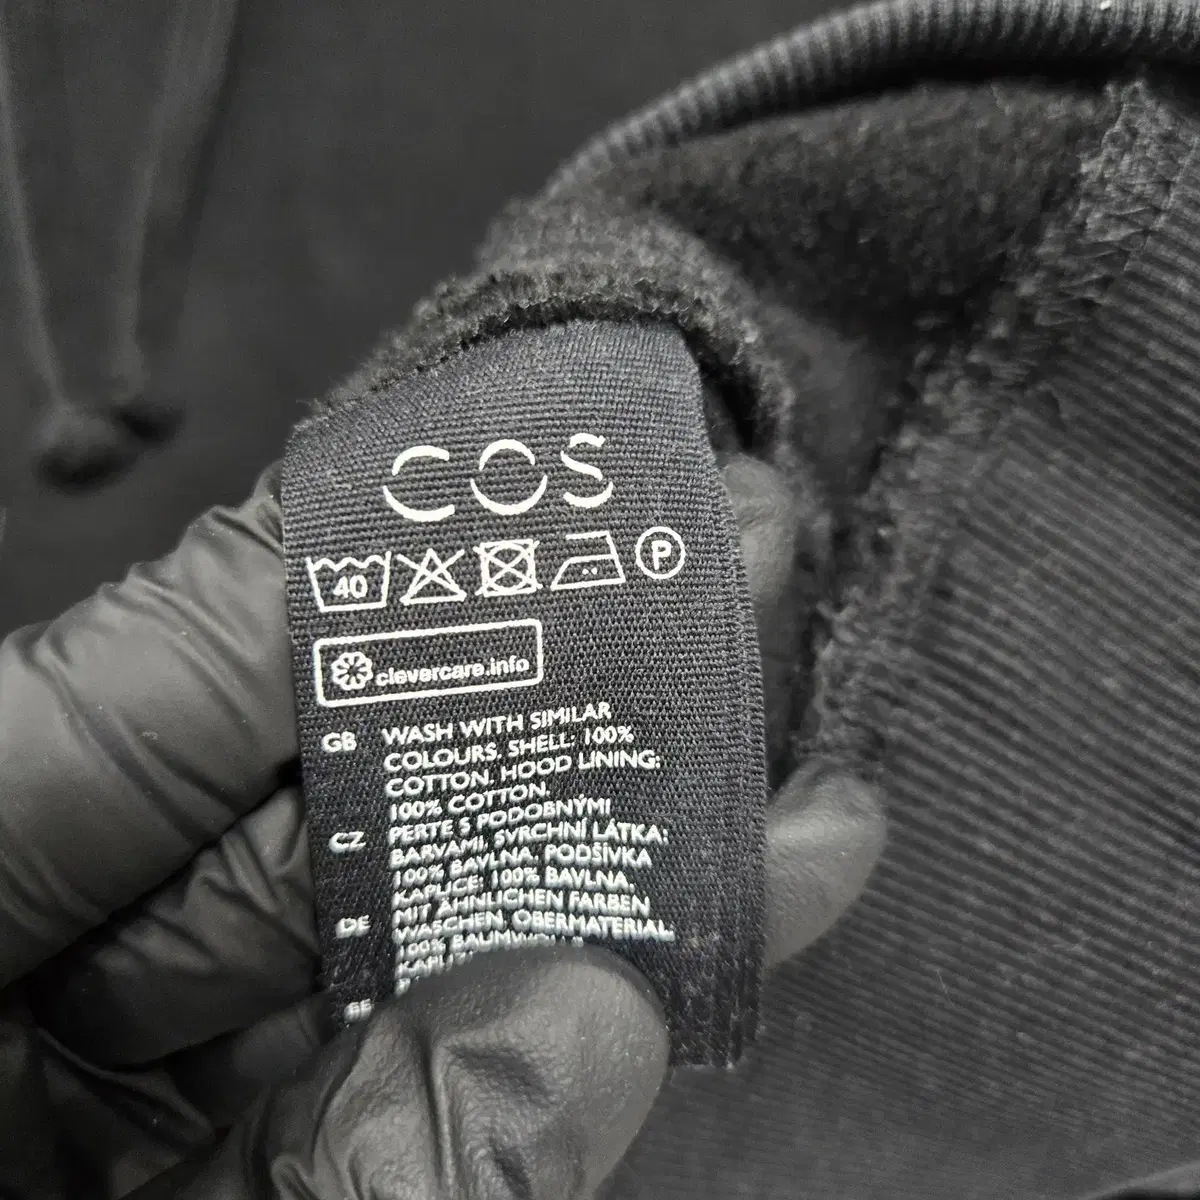 COS
40
P
clevercare.info
GB WASH WITH SIMILAR
COLOURS. SHELL: 100%
COTTON. HOOD LINING:
100% COTTON.
CZ PERTE S PODOBNÝMI
BARVAMI, SVRCHNÍ LÁTKA:
100% BAVLNA. PODŠÍVKA
KAPUCE: 100% BAVLNA.
DE MIT ÄHNLICHEN FARBEN
WASCHEN. OBERMATERIAL:
100%